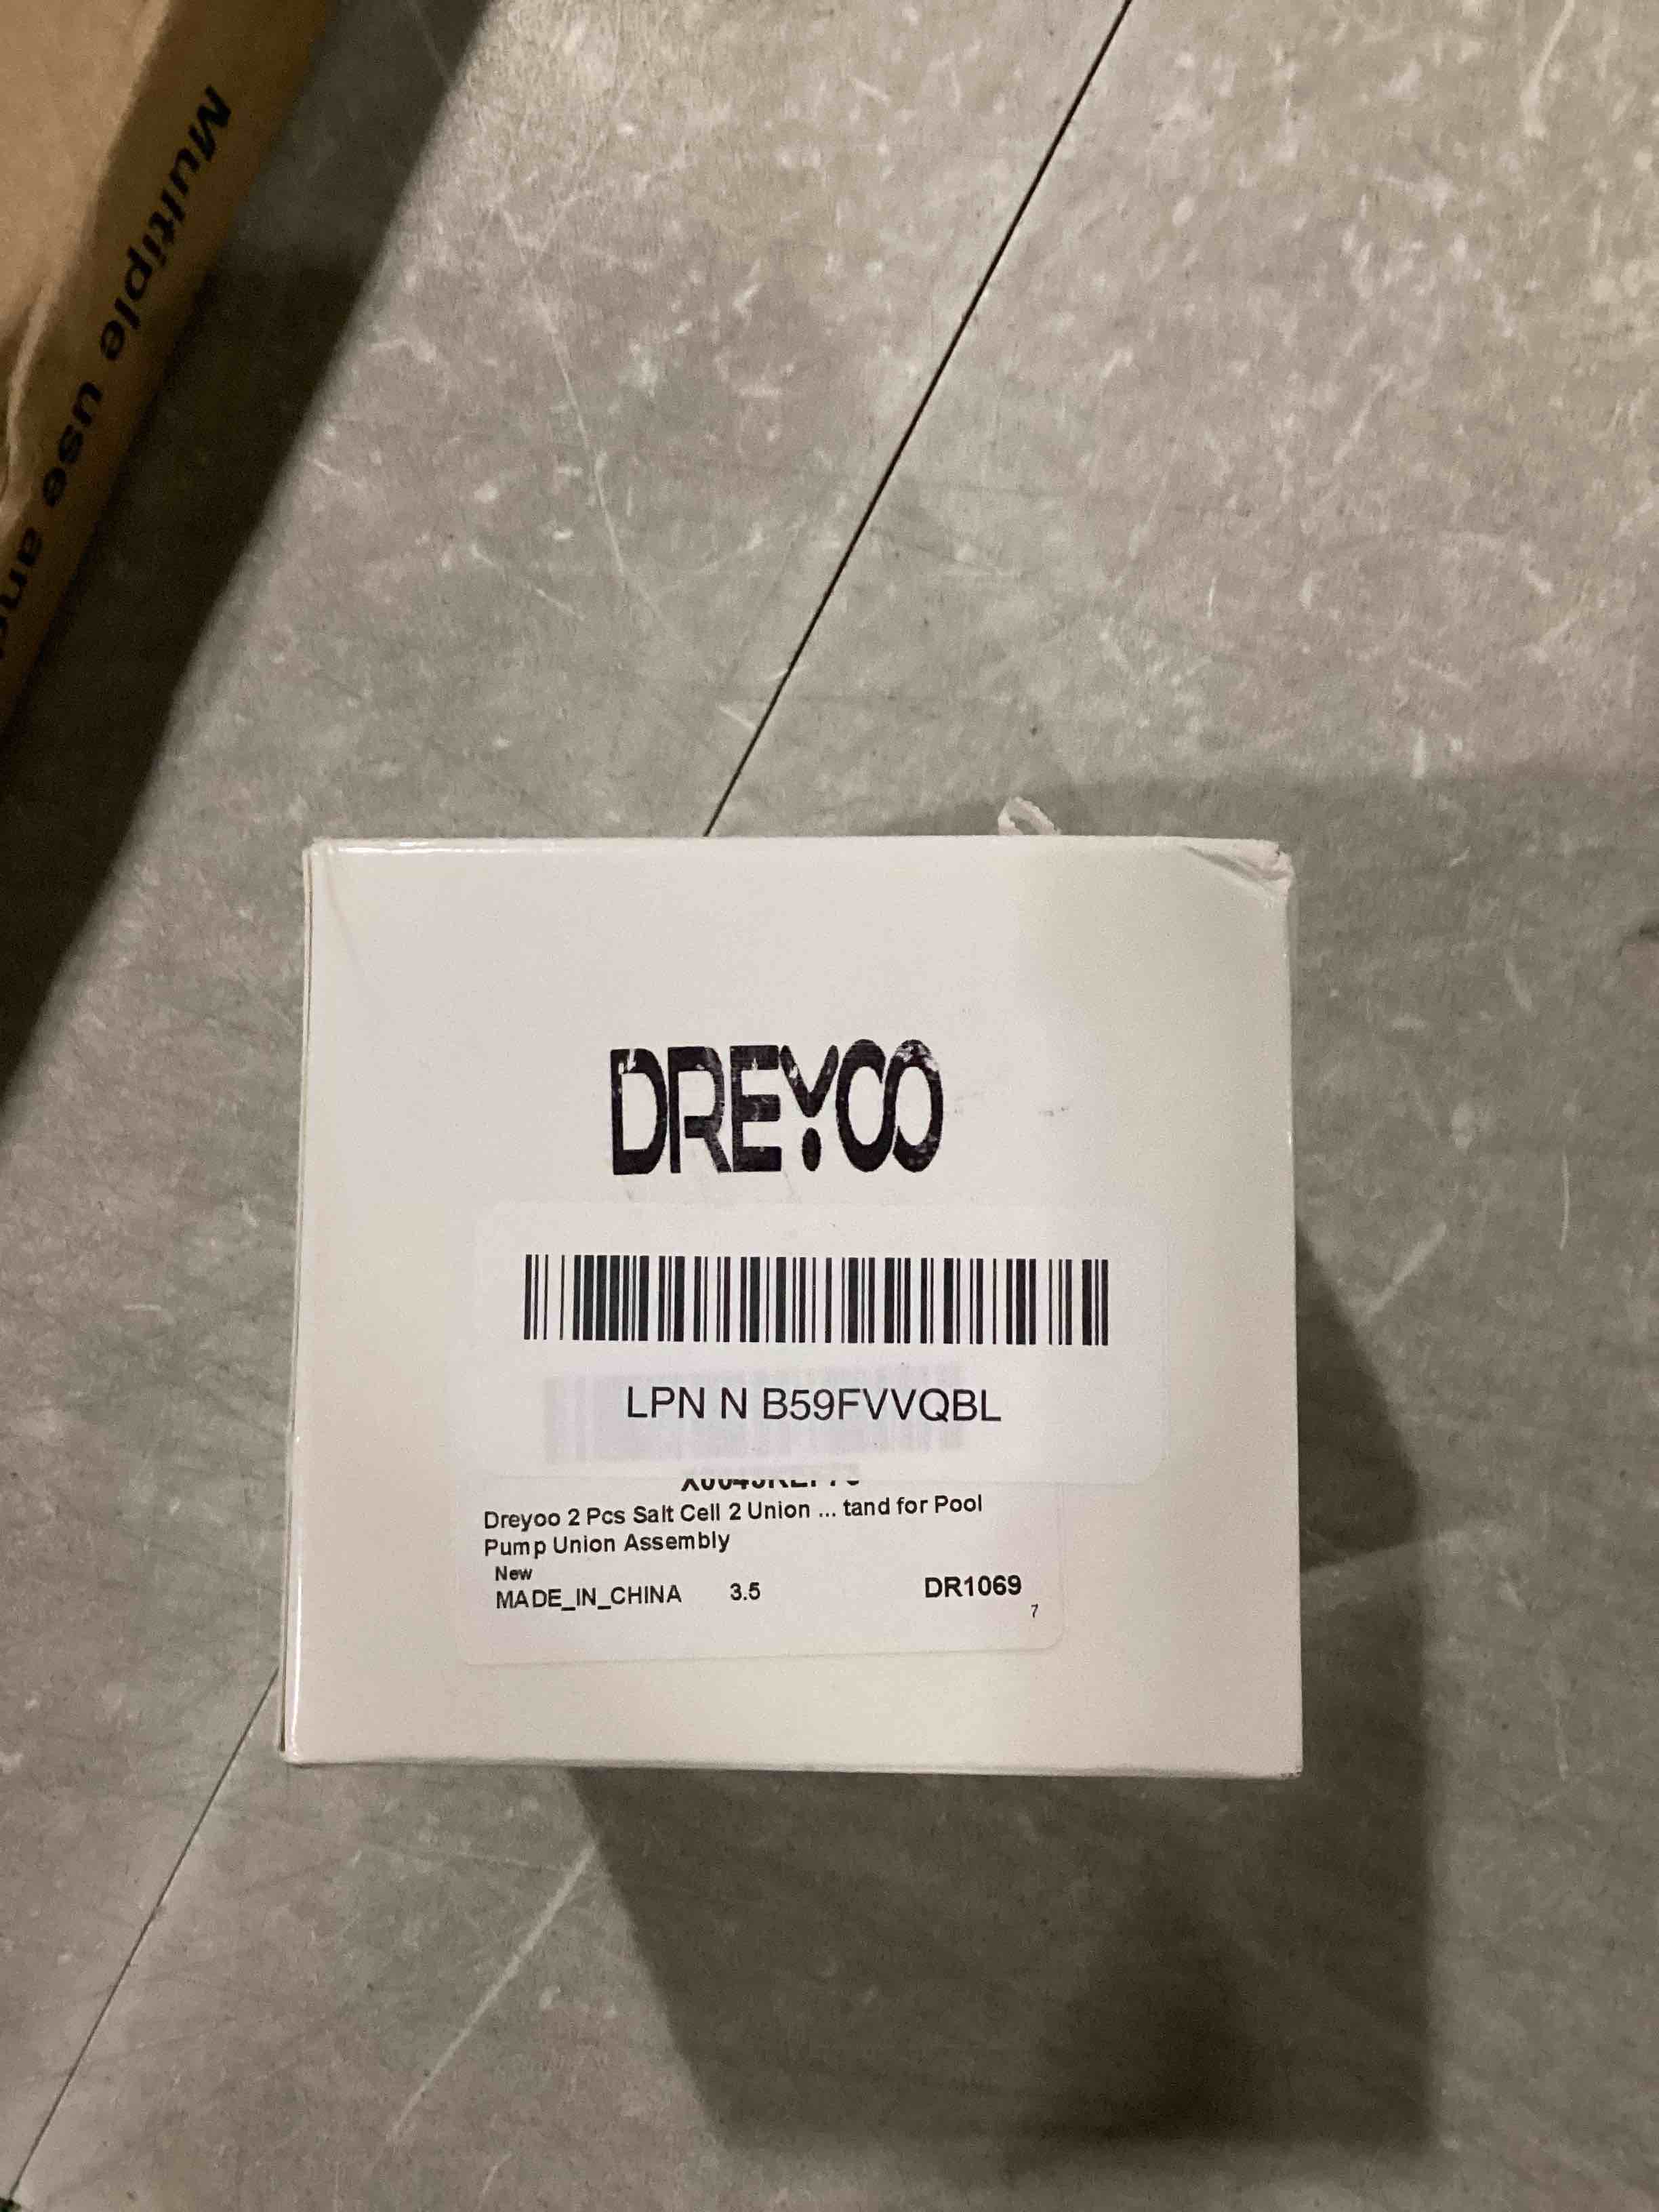 Multiple use an
DREYOO
LPN N B59FVVQBL
Dreyoo 2 Pcs Salt Cell 2 Union ... tand for Pool
Pump Union Assembly
New
MADE_IN_CHINA 3.5 DR1069
7